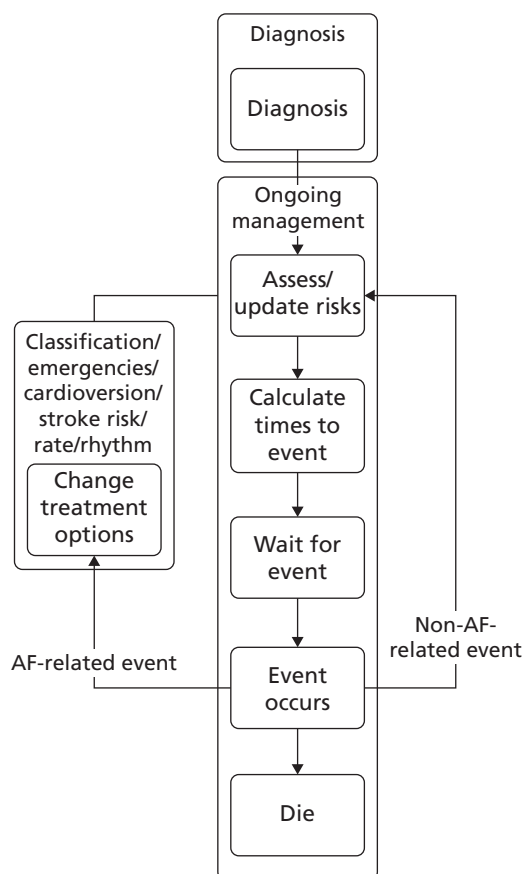 Diagnosis
Diagnosis
Ongoing
management
Assess/
update risks
Classification/
emergencies/
cardioversion/
stroke risk/
rate/rhythm
Change
treatment
options
Calculate
times to
event
Wait for
event
AF-related event
Non-AF-
related event
Event
occurs
Die